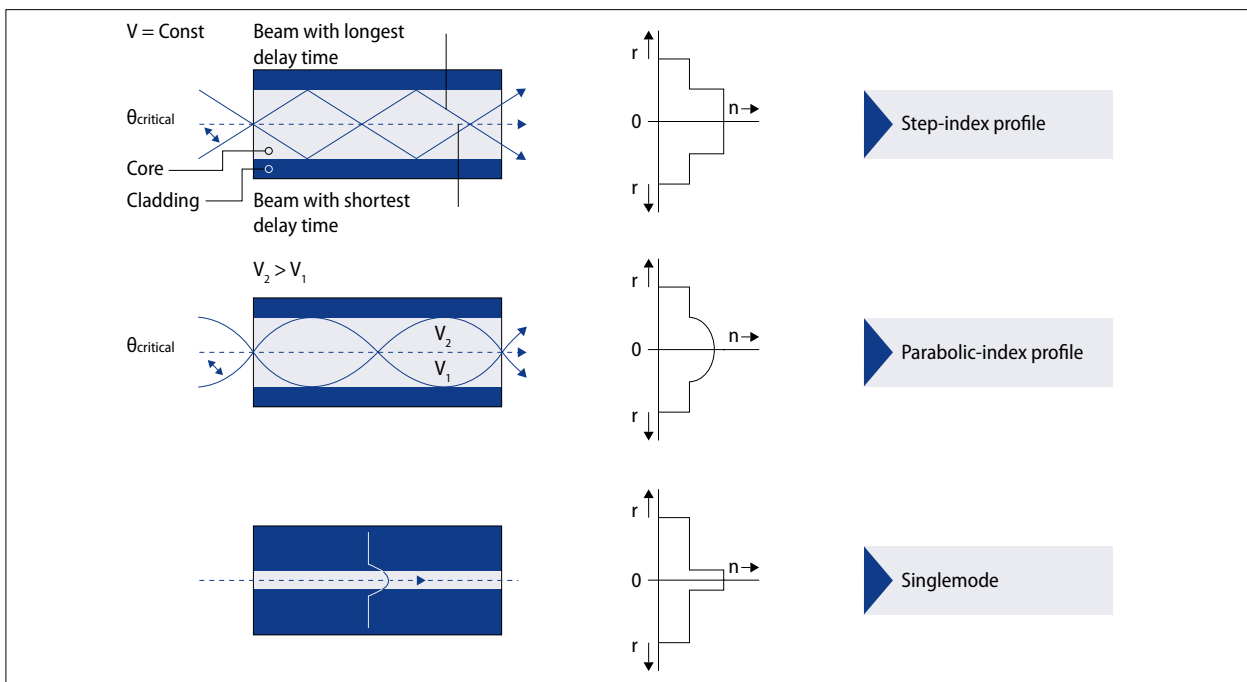 V = Const
Beam with longest
delay time
θcritical
Core
Cladding
Beam with shortest
delay time
r
0
n
r
Step-index profile
V₂ > V₁
θcritical
V₂
V₁
r
0
n
r
Parabolic-index profile
r
0
n
r
Singlemode